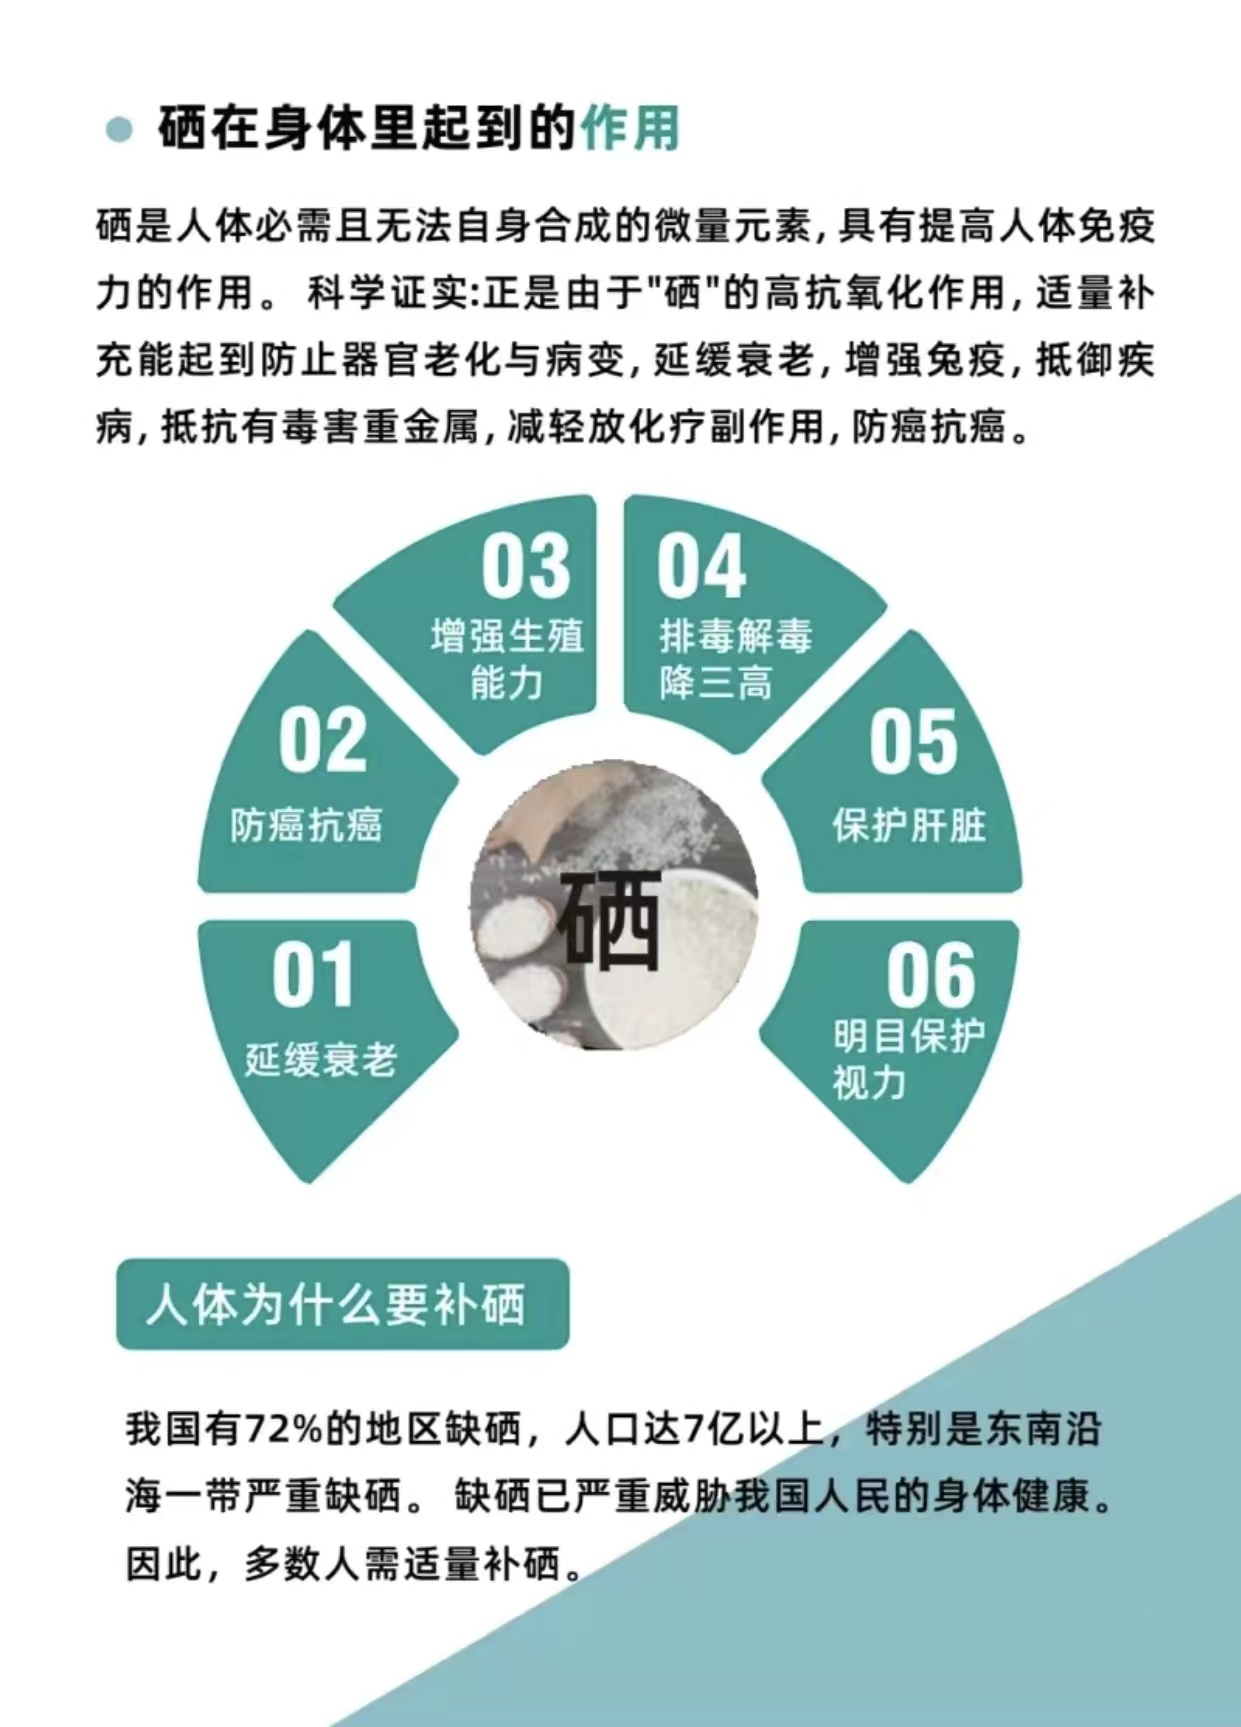 硒在身体里起到的作用
硒是人体必需且无法自身合成的微量元素,具有提高人体免疫
力的作用。 科学证实:正是由于"硒"的高抗氧化作用,适量补
充能起到防止器官老化与病变,延缓衰老,增强兔疫,抵御疾
病,抵抗有毒害重金属,减轻放化疗副作用,防癌抗癌。
01
延缓衰老
02
防癌抗癌
03
增强生殖
能力
04
排毒解毒
降三高
05
保护肝脏
06
明目保护
视力
硒
人体为什么要补硒
我国有72%的地区缺硒，人口达7亿以上，特别是东南沿
海一带严重缺硒。 缺硒已严重威胁我国人民的身体健康。
因此，多数人需适量补硒。